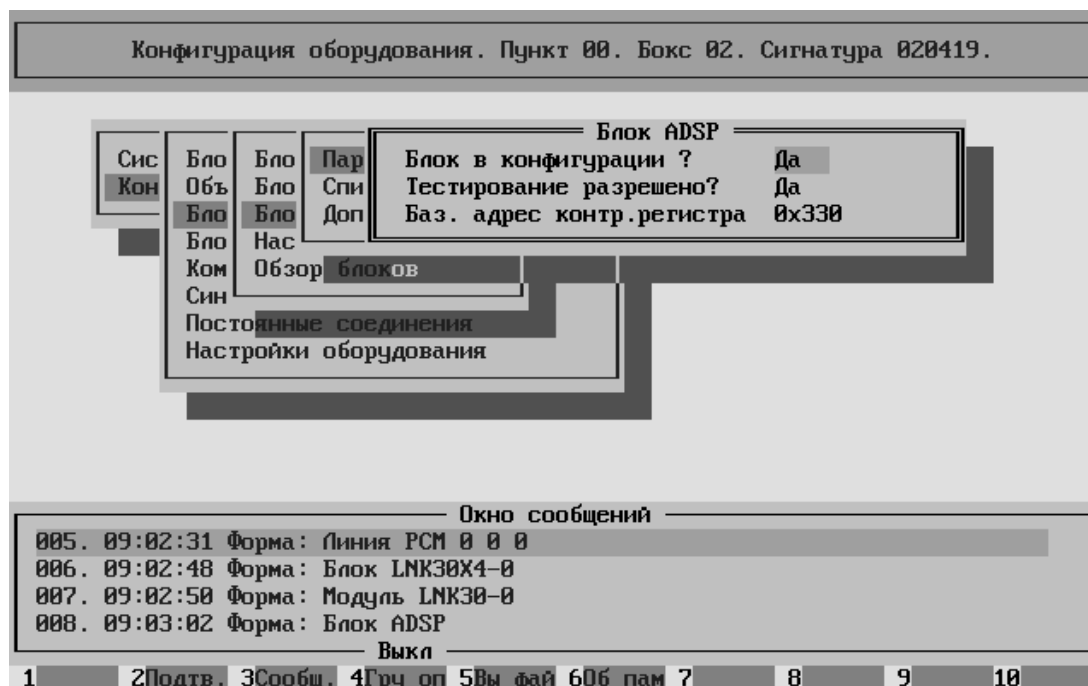 Конфигурация оборудования. Пункт 00. Бокс 02. Сигнатура 020419.
Блок ADSP
Сис Бло Бло Пар Блок в конфигурации ? Да
Кон Объ Бло Спи Тестирование разрешено? Да
Бло Бло Доп Баз. адрес контр.регистра 0x330
Бло Нас
Ком Обзор блоков
Син
Постоянные соединения
Настройки оборудования
Окно сообщений
005. 09:02:31 Форма: Линия PCM 0 0 0
006. 09:02:48 Форма: Блок LNK30X4-0
007. 09:02:50 Форма: Модуль LNK30-0
008. 09:03:02 Форма: Блок ADSP
Выкл
1 2Подтв. 3Сообщ. 4Гру оп 5Вы фай 6Об пам 7 8 9 10